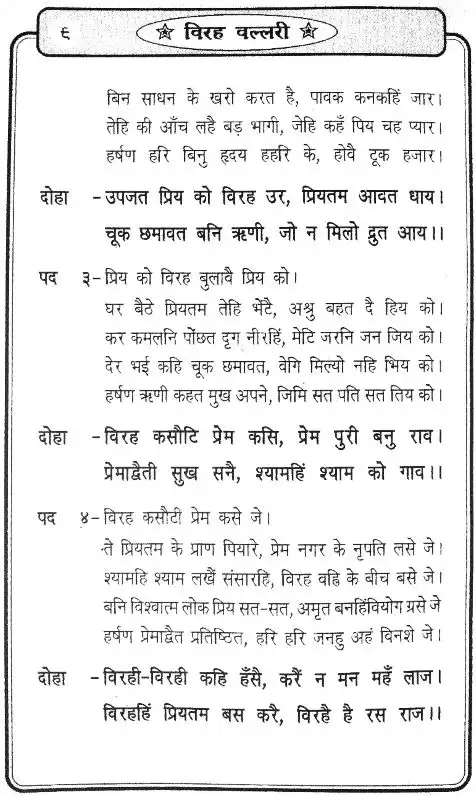 ६
☆ विरह वल्लरी ☆
बिन साधन के खरो करत है, पावक कनकहिं जार।
तेहि की आँच लहै बड़ भागी, जेहि कहँ पिय चह प्यार।
हर्षण हरि बिनु हृदय हहरि के, होवै टूक हजार।
दोहा -उपजत प्रिय को विरह उर, प्रियतम आवत धाय।
चूक छमावत बनि ऋणी, जो न मिलो द्रुत आय।।
पद ३-प्रिय को विरह बुलावै प्रिय को।
घर बैठे प्रियतम तेहि भेंटै, अश्रु बहत दै हिय को।
कर कमलनि पोंछत दृग नीरहिं, मेटि जरनि जन जिय को।
देर भई कहि चूक छमावत, वेगि मिल्यो नहि भिय को।
हर्षण ऋणी कहत मुख अपने, जिमि सत पति सत तिय को।
दोहा -विरह कसौटि प्रेम कसि, प्रेम पुरी बनु राव।
प्रेमाद्वैती सुख सनै, श्यामहिं श्याम को गाव।।
पद ४-विरह कसौटी प्रेम कसे जे।
ते प्रियतम के प्राण पियारे, प्रेम नगर के नृपति लसे जे।
श्यामहि श्याम लखैं संसारहि, विरह वह्नि के बीच बसे जे।
बनि विश्वात्म लोक प्रिय सत-सत, अमृत बनहिंवियोग ग्रसे जे
हर्षण प्रेमाद्वैत प्रतिष्ठित, हरि हरि जनहु अहं विनशे जे।
दोहा -विरही-विरही कहि हँसै, करैं न मन महँ लाज।
विरहहिं प्रियतम बस करै, विरहै है रस राज।।